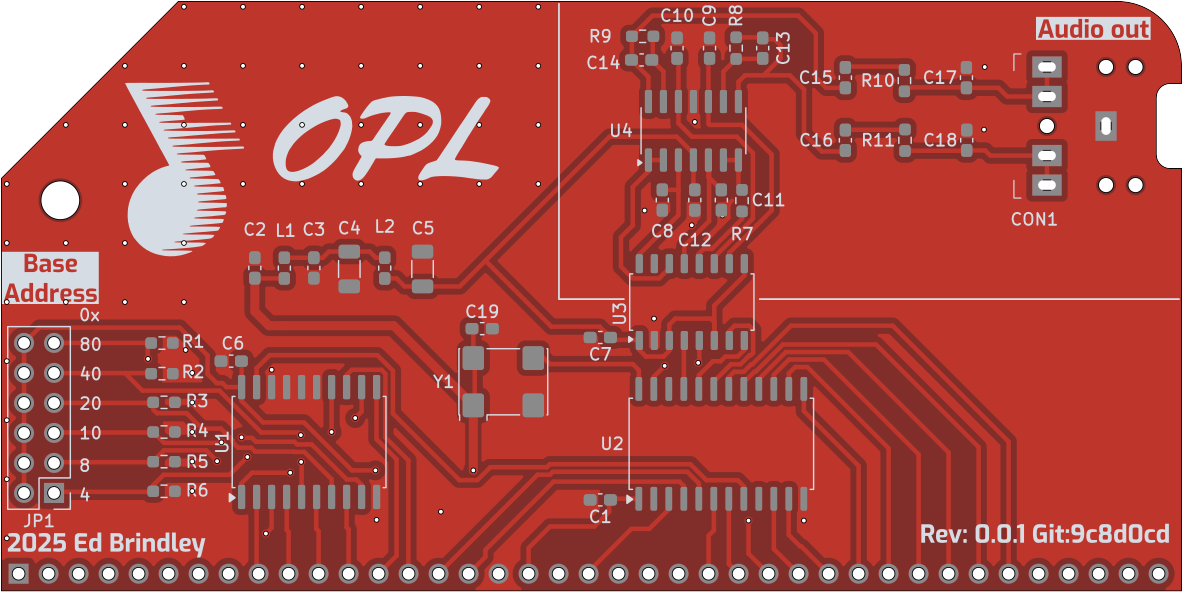 C10
C9
R8
Audio out
R9
C13
C14
C15
R10
C17
OPL
U4
C16
R11
C18
C11
C8
C12
R7
CON1
C2
L1
C3
C4
L2
C5
Base
Address
0x
U3
C19
C7
80
R1
C6
40
R2
Y1
20
R3
10
R4
U1
U2
8
R5
4
R6
C1
JP1
2025 Ed Brindley
Rev: 0.0.1 Git:9c8d0cd